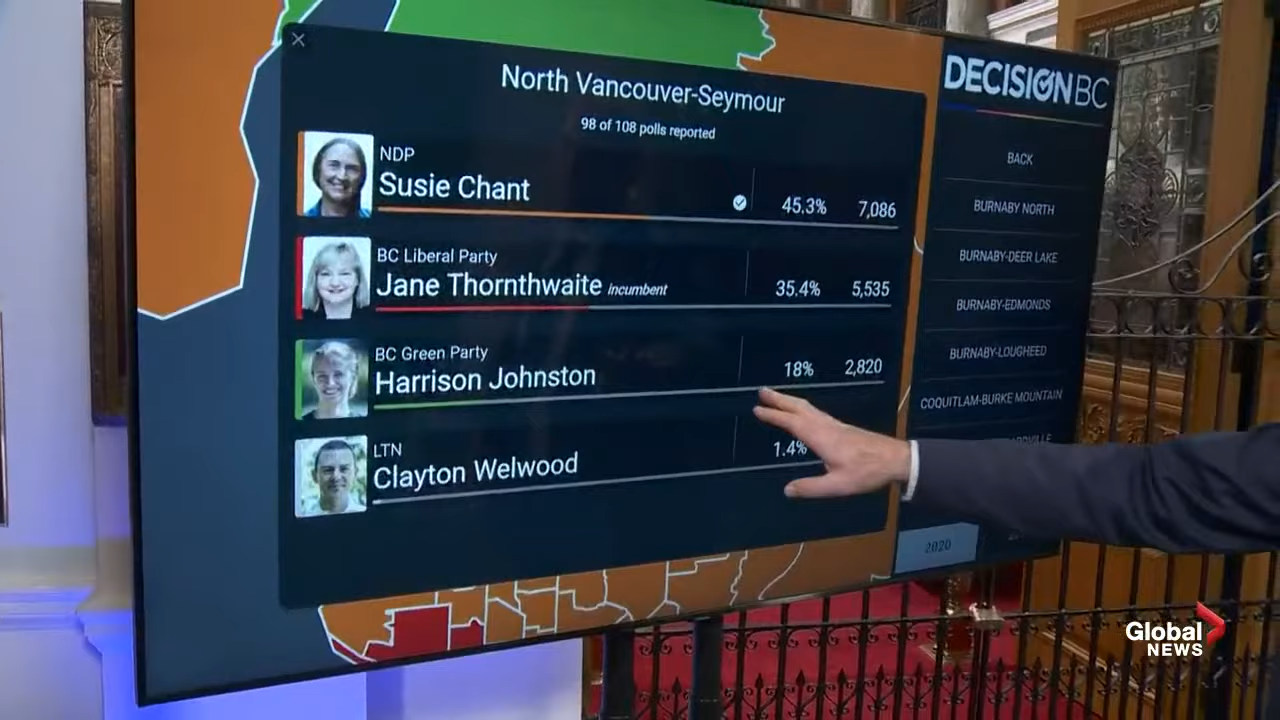 North Vancouver-Seymour
98 of 108 polls reported
NDP
Susie Chant
45.3% 7,086
BC Liberal Party
Jane Thornthwaite incumbent
35.4% 5,535
BC Green Party
Harrison Johnston
18% 2,820
LTN
Clayton Welwood
1.4%
DECISION BC
BACK
BURNABY NORTH
BURNABY-DEER LAKE
BURNABY-EDMONDS
BURNABY-LOUGHEED
COQUITLAM-BURKE MOUNTAIN
2020
Global
NEWS